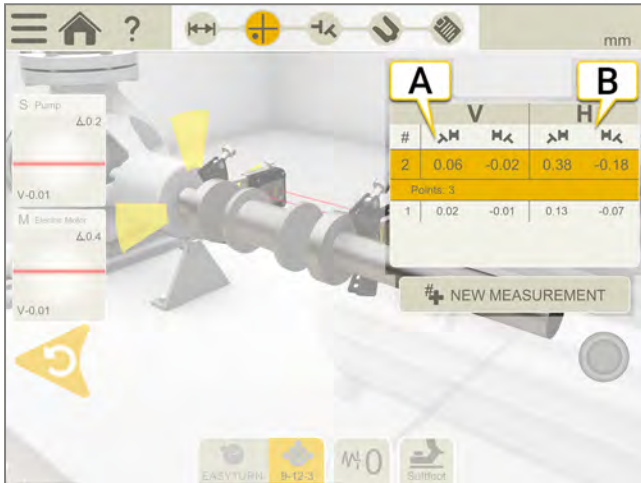 ?
mm
A
B
S Pump
∡0.2
V-0.01
M Electric Motor
∡0.4
V-0.01
V H
#
2 0.06 -0.02 0.38 -0.18
Points: 3
1 0.02 -0.01 0.13 -0.07
#+ NEW MEASUREMENT
EASYTURN
9-12-3
0
Softfoot